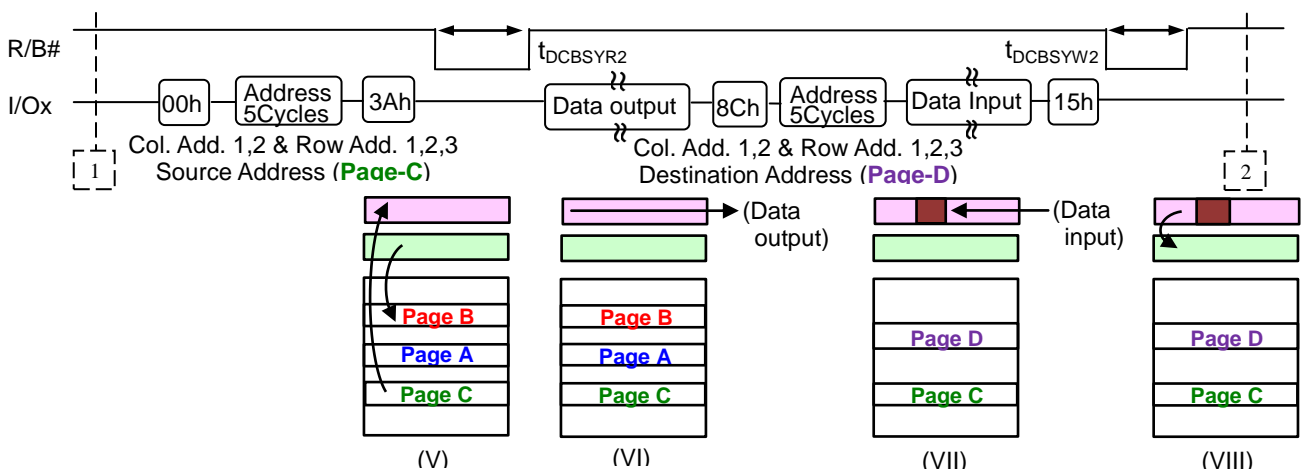 R/B#
tDCBSYR2
tDCBSYW2
I/Ox
00h
Address
5Cycles
3Ah
Data output
8Ch
Address
5Cycles
Data Input
15h
1
Col. Add. 1,2 & Row Add. 1,2,3
Source Address (Page-C)
Col. Add. 1,2 & Row Add. 1,2,3
Destination Address (Page-D)
2
(Data
output)
(Data
input)
Page B
Page A
Page C
Page B
Page A
Page C
Page D
Page C
Page D
Page C
(V)
(VI)
(VII)
(VIII)